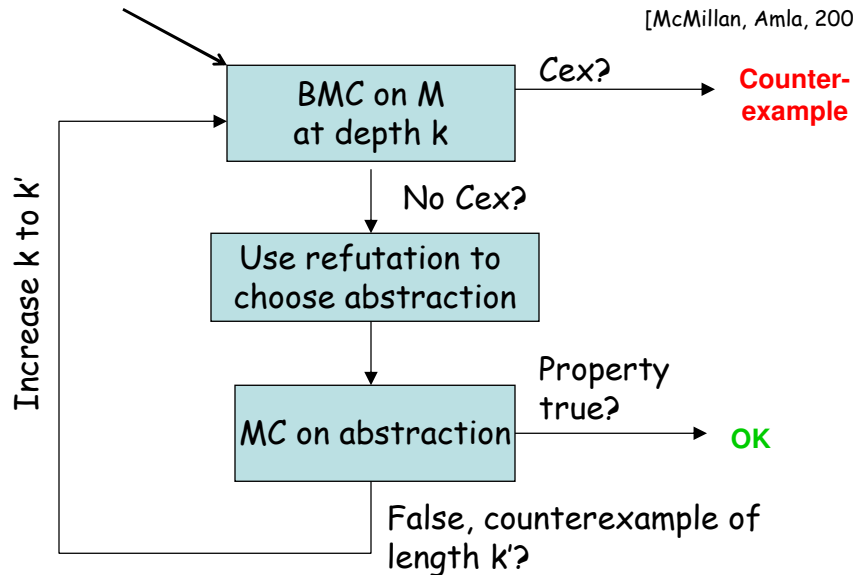 [McMillan, Amla, 200
Cex?
Counter-
example
BMC on M
at depth k
No Cex?
Increase k to k’
Use refutation to
choose abstraction
Property
true?
MC on abstraction
OK
False, counterexample of
length k’?